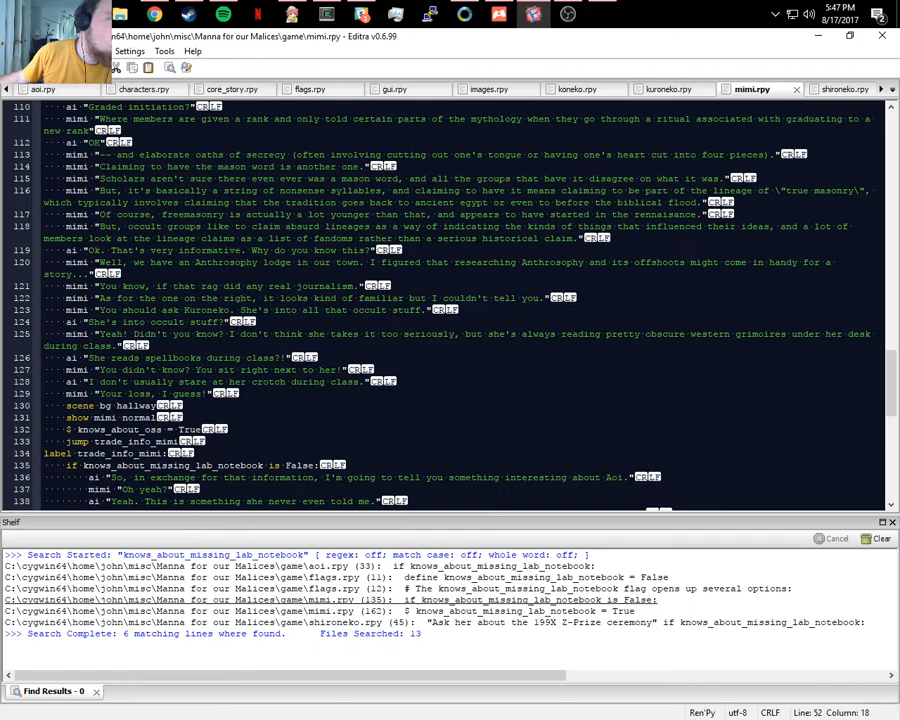 5:47 PM
8/17/2017
win64\home\john\misc\Manna for our Malices\game\mimi.rpy - Editra v0.6.99
Settings Tools Help
aoi.rpy characters.rpy core_story.rpy flags.rpy gui.rpy images.rpy koneko.rpy kuroneko.rpy mimi.rpy shironeko.rpy
110 ai "Graded initiation?"CRLF
111 mimi "Where members are given a rank and only told certain parts of the mythology when they go through a ritual associated with graduating to a
new rank"CRLF
112 ai "OK"CRLF
113 mimi "-- and elaborate oaths of secrecy (often involving cutting out one's tongue or having one's heart cut into four pieces)."CRLF
114 mimi "Claiming to have the mason word is another one."CRLF
115 mimi "Scholars aren't sure there even ever was a mason word, and all the groups that have it disagree on what it was."CRLF
116 mimi "But, it's basically a string of nonsense syllables, and claiming to have it means claiming to be part of the lineage of \"true masonry\",
which typically involves claiming that the tradition goes back to ancient egypt or even to before the biblical flood."CRLF
117 mimi "Of course, freemasonry is actually a lot younger than that, and appears to have started in the rennaisance."CRLF
118 mimi "But, occult groups like to claim absurd lineages as a way of indicating the kinds of things that influenced their ideas, and a lot of
members look at the lineage claims as a list of fandoms rather than a serious historical claim."CRLF
119 ai "Ok. That's very informative. Why do you know this?"CRLF
120 mimi "Well, we have an Anthrosophy lodge in our town. I figured that researching Anthrosophy and its offshoots might come in handy for a
story..."CRLF
121 mimi "You know, if that rag did any real journalism."CRLF
122 mimi "As for the one on the right, it looks kind of familiar but I couldn't tell you."CRLF
123 mimi "You should ask Kuroneko. She's into all that occult stuff."CRLF
124 ai "She's into occult stuff?"CRLF
125 mimi "Yeah! Didn't you know? I don't think she takes it too seriously, but she's always reading pretty obscure western grimoires under her desk
during class."CRLF
126 ai "She reads spellbooks during class?!"CRLF
127 mimi "You didn't know? You sit right next to her!"CRLF
128 ai "I don't usually stare at her crotch during class."CRLF
129 mimi "Your loss, I guess!"CRLF
130 scene bg hallwayCRLF
131 show mimi normalCRLF
132 $ knows_about_oss = TrueCRLF
133 jump trade_info_mimiCRLF
134 label trade_info_mimi:CRLF
135 if knows_about_missing_lab_notebook is False:CRLF
136 ai "So, in exchange for that information, I'm going to tell you something interesting about Aoi."CRLF
137 mimi "Oh yeah?"CRLF
138 ai "Yeah. This is something she never even told me."CRLF
Shelf
Cancel Clear
>>> Search Started: "knows_about_missing_lab_notebook" [ regex: off; match case: off; whole word: off; ]
C:\cygwin64\home\john\misc\Manna for our Malices\game\aoi.rpy (33): if knows_about_missing_lab_notebook:
C:\cygwin64\home\john\misc\Manna for our Malices\game\flags.rpy (11): define knows_about_missing_lab_notebook = False
C:\cygwin64\home\john\misc\Manna for our Malices\game\flags.rpy (12): # The knows_about_missing_lab_notebook flag opens up several options:
C:\cygwin64\home\john\misc\Manna for our Malices\game\mimi.rpy (135): if knows_about_missing_lab_notebook is False:
C:\cygwin64\home\john\misc\Manna for our Malices\game\mimi.rpy (162): $ knows_about_missing_lab_notebook = True
C:\cygwin64\home\john\misc\Manna for our Malices\game\shironeko.rpy (45): "Ask her about the 199X Z-Prize ceremony" if knows_about_missing_lab_notebook:
>>> Search Complete: 6 matching lines where found. Files Searched: 13
Find Results - 0
Ren'Py utf-8 CRLF Line: 52 Column: 18